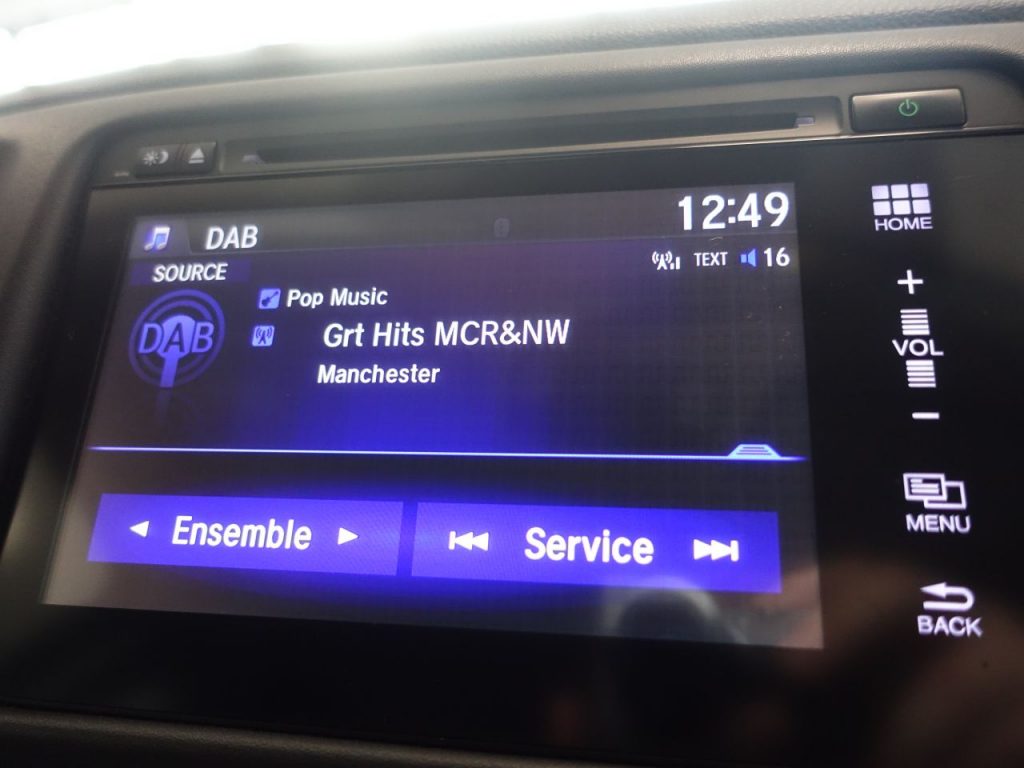 DAB
12:49
SOURCE
TEXT 16
DAB
Pop Music
Grt Hits MCR&NW
Manchester
Ensemble
Service
HOME
+
VOL
−
MENU
BACK